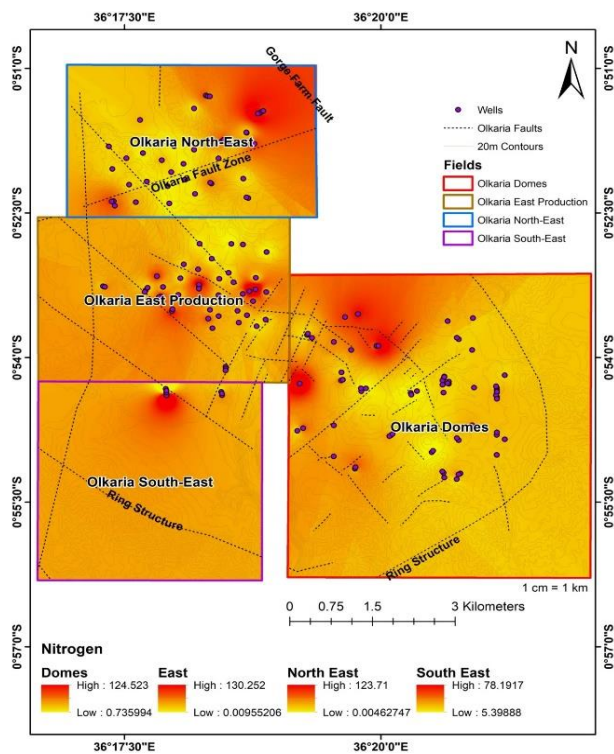 36°17'30"E
36°20'0"E
0°51'0"S
0°51'0"S
N
Gorge Farm Fault
Wells
Olkaria Faults
20m Contours
Fields
Olkaria Domes
Olkaria East Production
Olkaria North-East
Olkaria South-East
Olkaria North-East
Olkaria Fault Zone
0°52'30"S
0°52'30"S
Olkaria East Production
0°54'0"S
0°54'0"S
Olkaria Domes
Olkaria South-East
Ring Structure
0°55'30"S
0°55'30"S
Ring Structure
1 cm = 1 km
0 0.75 1.5 3 Kilometers
0°57'0"S
0°57'0"S
Nitrogen
Domes East North East South East
High : 124.523 High : 130.252 High : 123.71 High : 78.1917
Low : 0.735994 Low : 0.00955206 Low : 0.00462747 Low : 5.39888
36°17'30"E
36°20'0"E